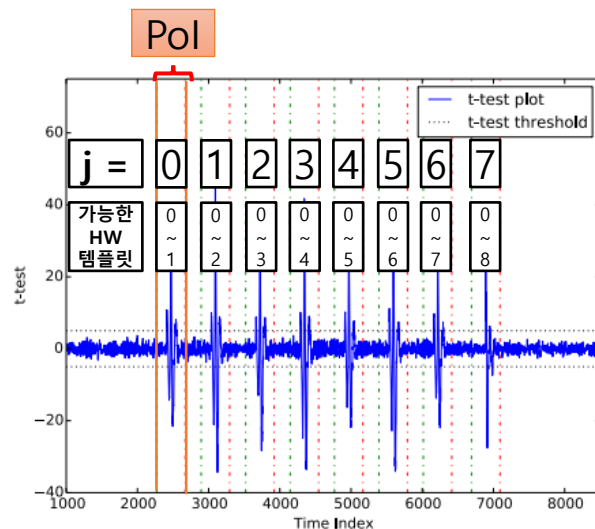 PoI
t-test plot
t-test threshold
j = 0 1 2 3 4 5 6 7
가능한 HW 템플릿
0 ~ 1
0 ~ 2
0 ~ 3
0 ~ 4
0 ~ 5
0 ~ 6
0 ~ 7
0 ~ 8
60
40
20
0
−20
−40
t-test
1000 2000 3000 4000 5000 6000 7000 8000
Time Index